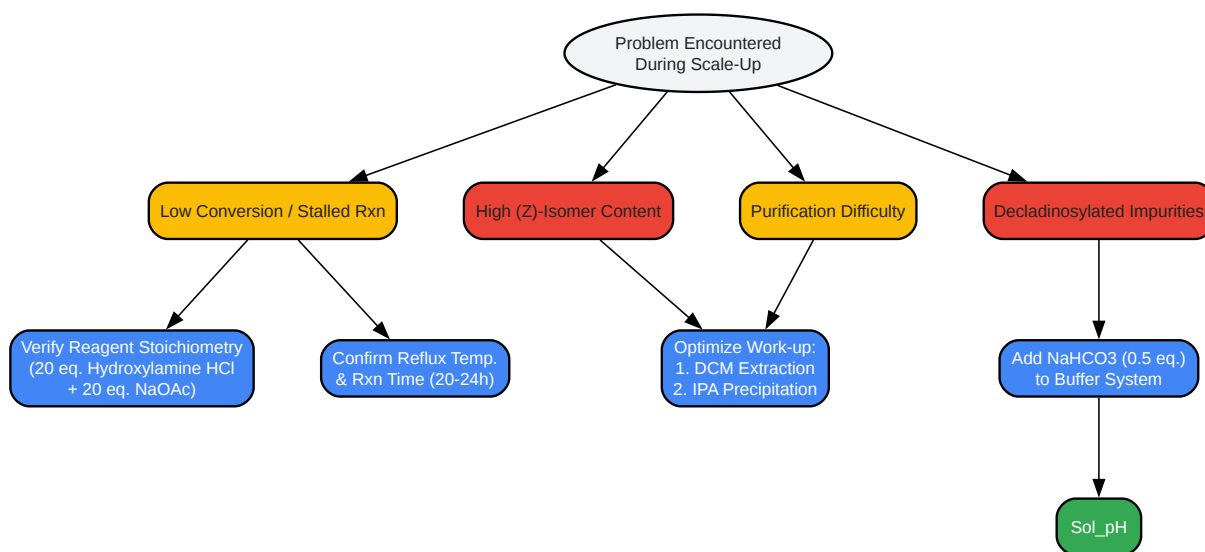 Problem Encountered
During Scale-Up
Low Conversion / Stalled Rxn
High (Z)-Isomer Content
Purification Difficulty
Decladinosylated Impurities
Verify Reagent Stoichiometry
(20 eq. Hydroxylamine HCl
+ 20 eq. NaOAc)
Confirm Reflux Temp.
& Rxn Time (20-24h)
Optimize Work-up:
1. DCM Extraction
2. IPA Precipitation
Add NaHCO3 (0.5 eq.)
to Buffer System
Sol_pH